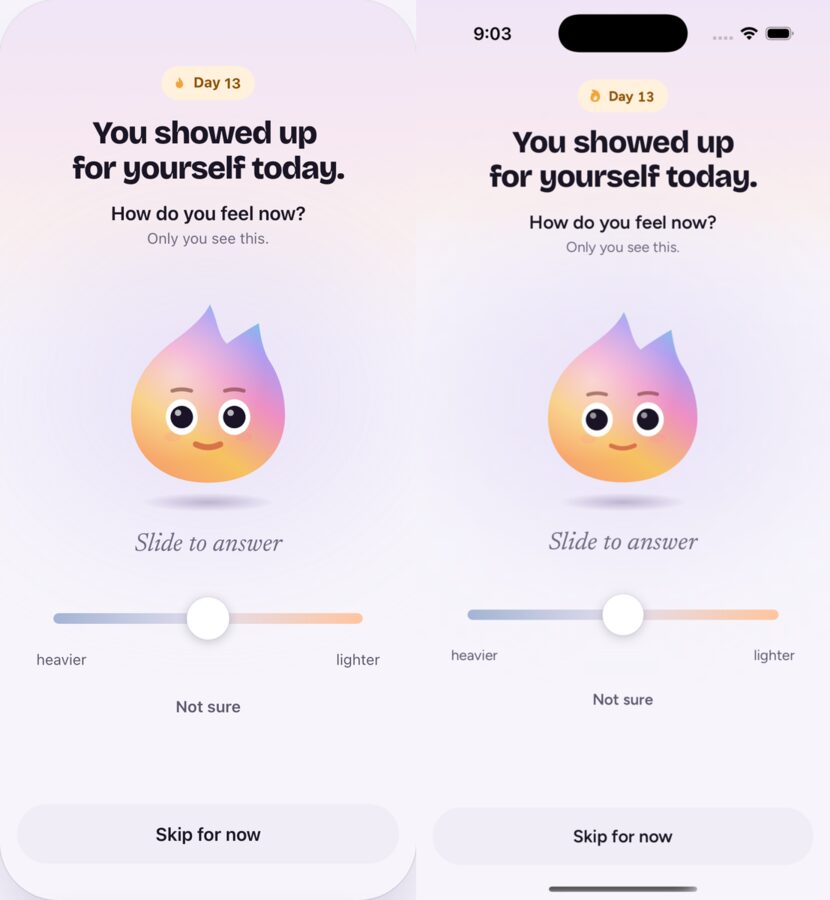 Day 13
You showed up
for yourself today.
How do you feel now?
Only you see this.
Slide to answer
heavier
lighter
Not sure
Skip for now
9:03
Day 13
You showed up
for yourself today.
How do you feel now?
Only you see this.
Slide to answer
heavier
lighter
Not sure
Skip for now